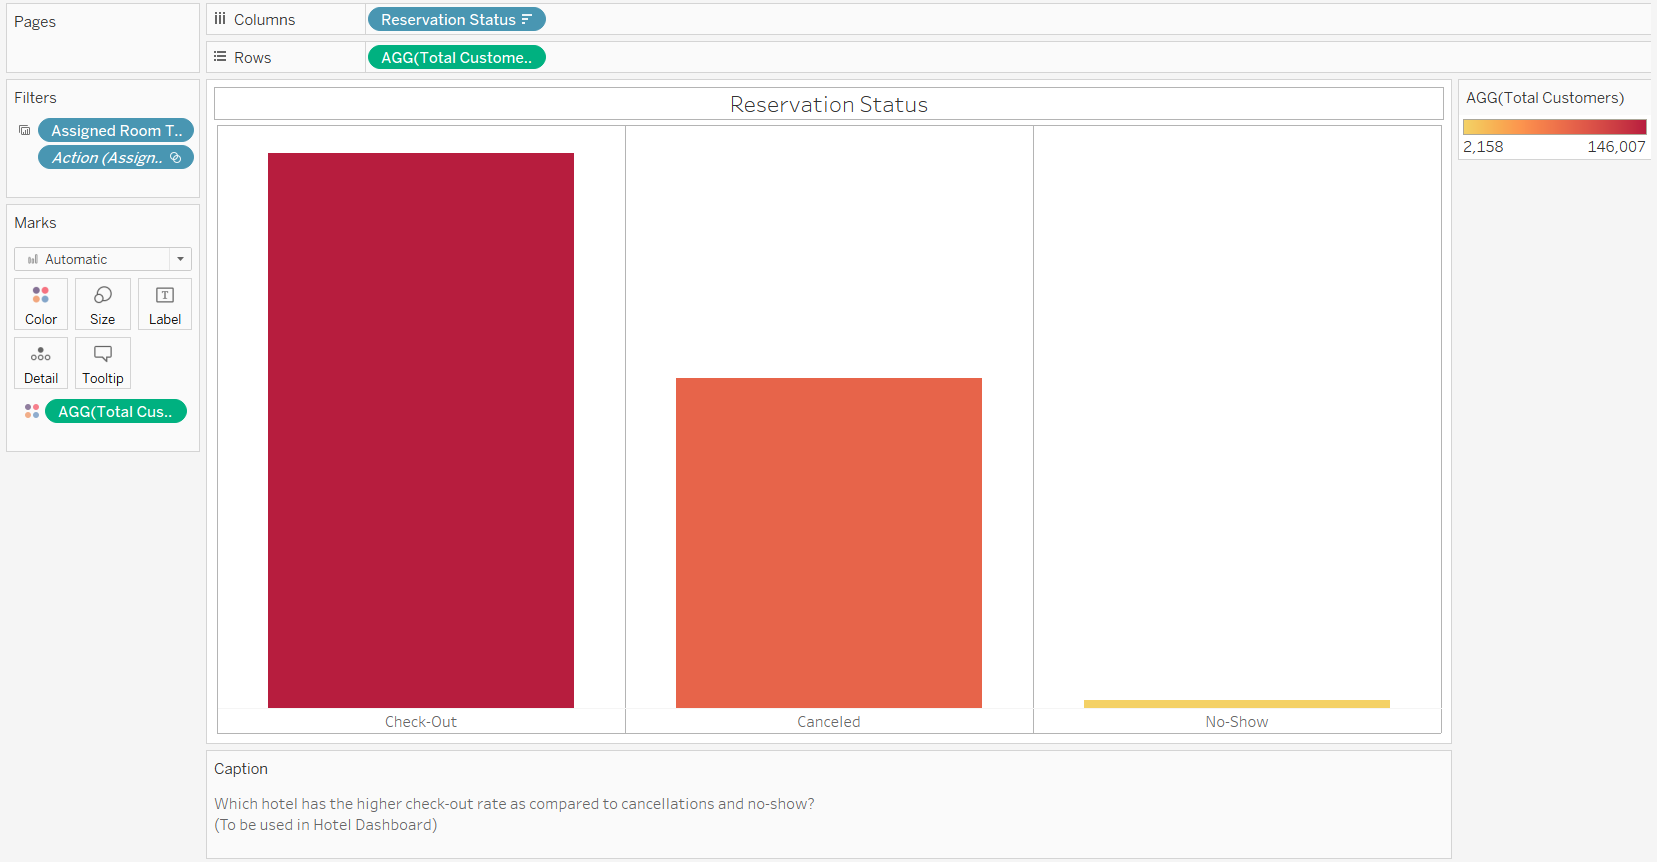 Pages
Columns
Reservation Status
Rows
AGG(Total Custome..
Filters
Assigned Room T..
Action (Assign..
Marks
Automatic
Color
Size
Label
Detail
Tooltip
AGG(Total Cus..
Reservation Status
Check-Out
Canceled
No-Show
AGG(Total Customers)
2,158
146,007
Caption
Which hotel has the higher check-out rate as compared to cancellations and no-show?
(To be used in Hotel Dashboard)